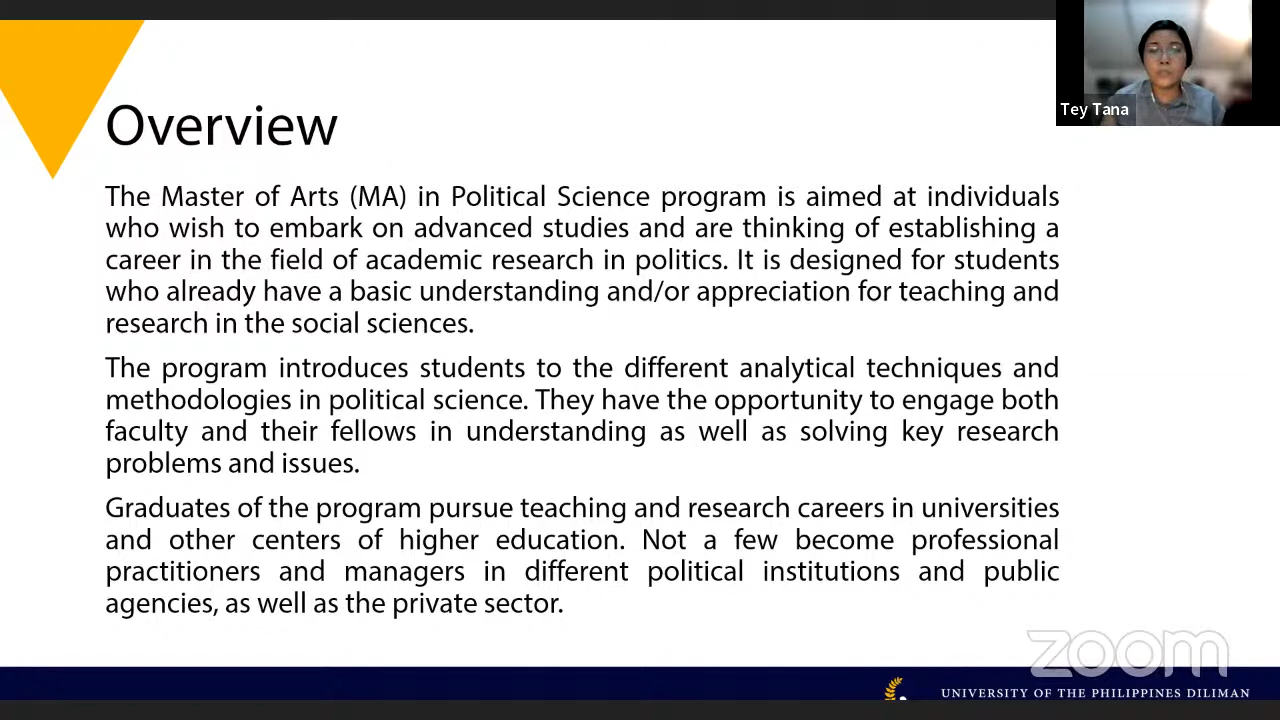 Tey Tana
Overview
The Master of Arts (MA) in Political Science program is aimed at individuals
who wish to embark on advanced studies and are thinking of establishing a
career in the field of academic research in politics. It is designed for students
who already have a basic understanding and/or appreciation for teaching and
research in the social sciences.
The program introduces students to the different analytical techniques and
methodologies in political science. They have the opportunity to engage both
faculty and their fellows in understanding as well as solving key research
problems and issues.
Graduates of the program pursue teaching and research careers in universities
and other centers of higher education. Not a few become professional
practitioners and managers in different political institutions and public
agencies, as well as the private sector.
zoom
UNIVERSITY OF THE PHILIPPINES DILIMAN